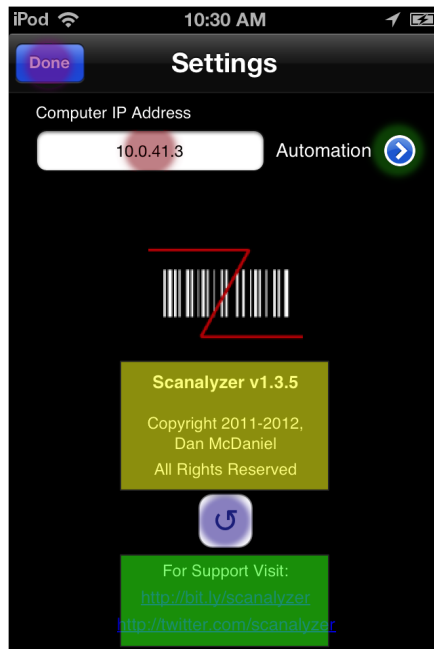 iPod 10:30 AM
Done Settings
Computer IP Address
10.0.41.3 Automation
Scanalyzer v1.3.5
Copyright 2011-2012,
Dan McDaniel
All Rights Reserved
For Support Visit:
http://bit.ly/scanalyzer
http://twitter.com/scanalyzer